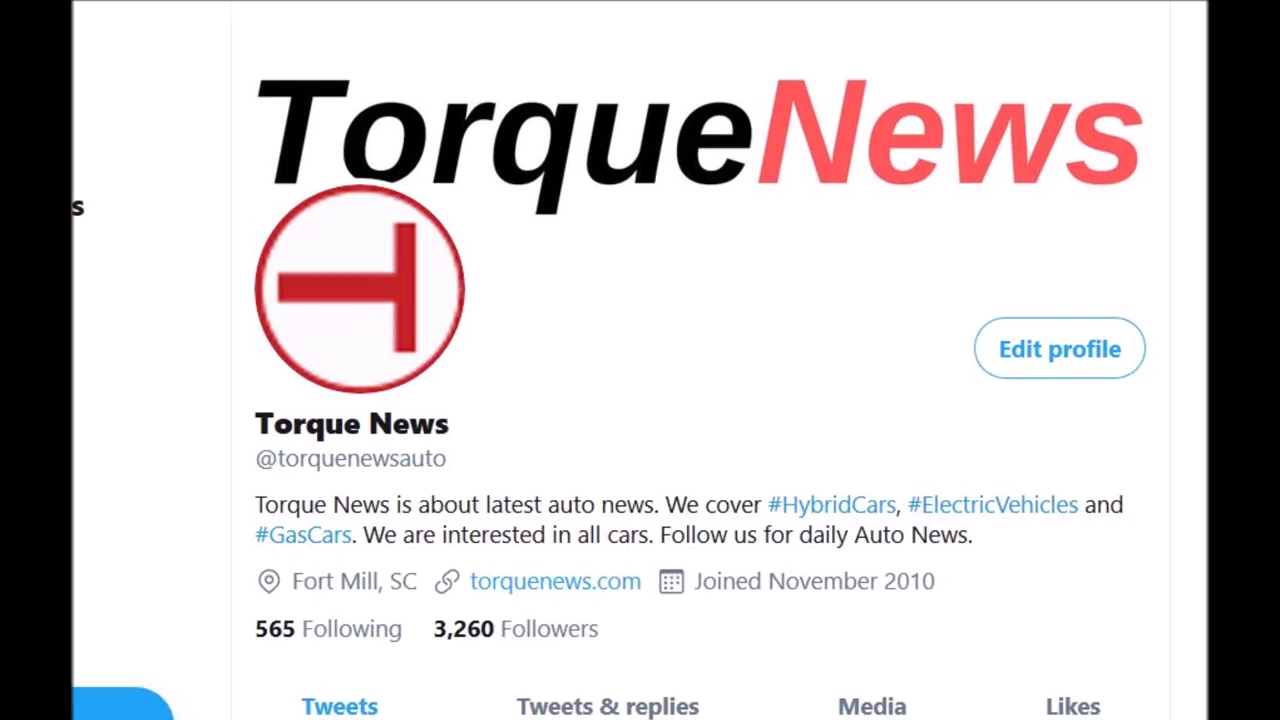 TorqueNews
s
T
Edit profile
Torque News
@torquenewsauto
Torque News is about latest auto news. We cover #HybridCars, #ElectricVehicles and
#GasCars. We are interested in all cars. Follow us for daily Auto News.
Fort Mill, SC torquenews.com Joined November 2010
565 Following 3,260 Followers
Tweets Tweets & replies Media Likes